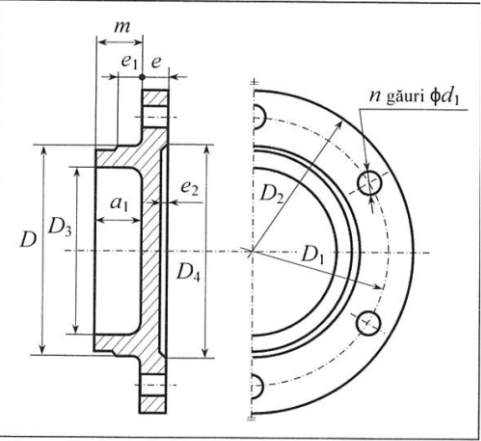 m
e₁ e
n găuri ϕd₁
a₁
e₂
D₂
D
D₃
D₄
D₁